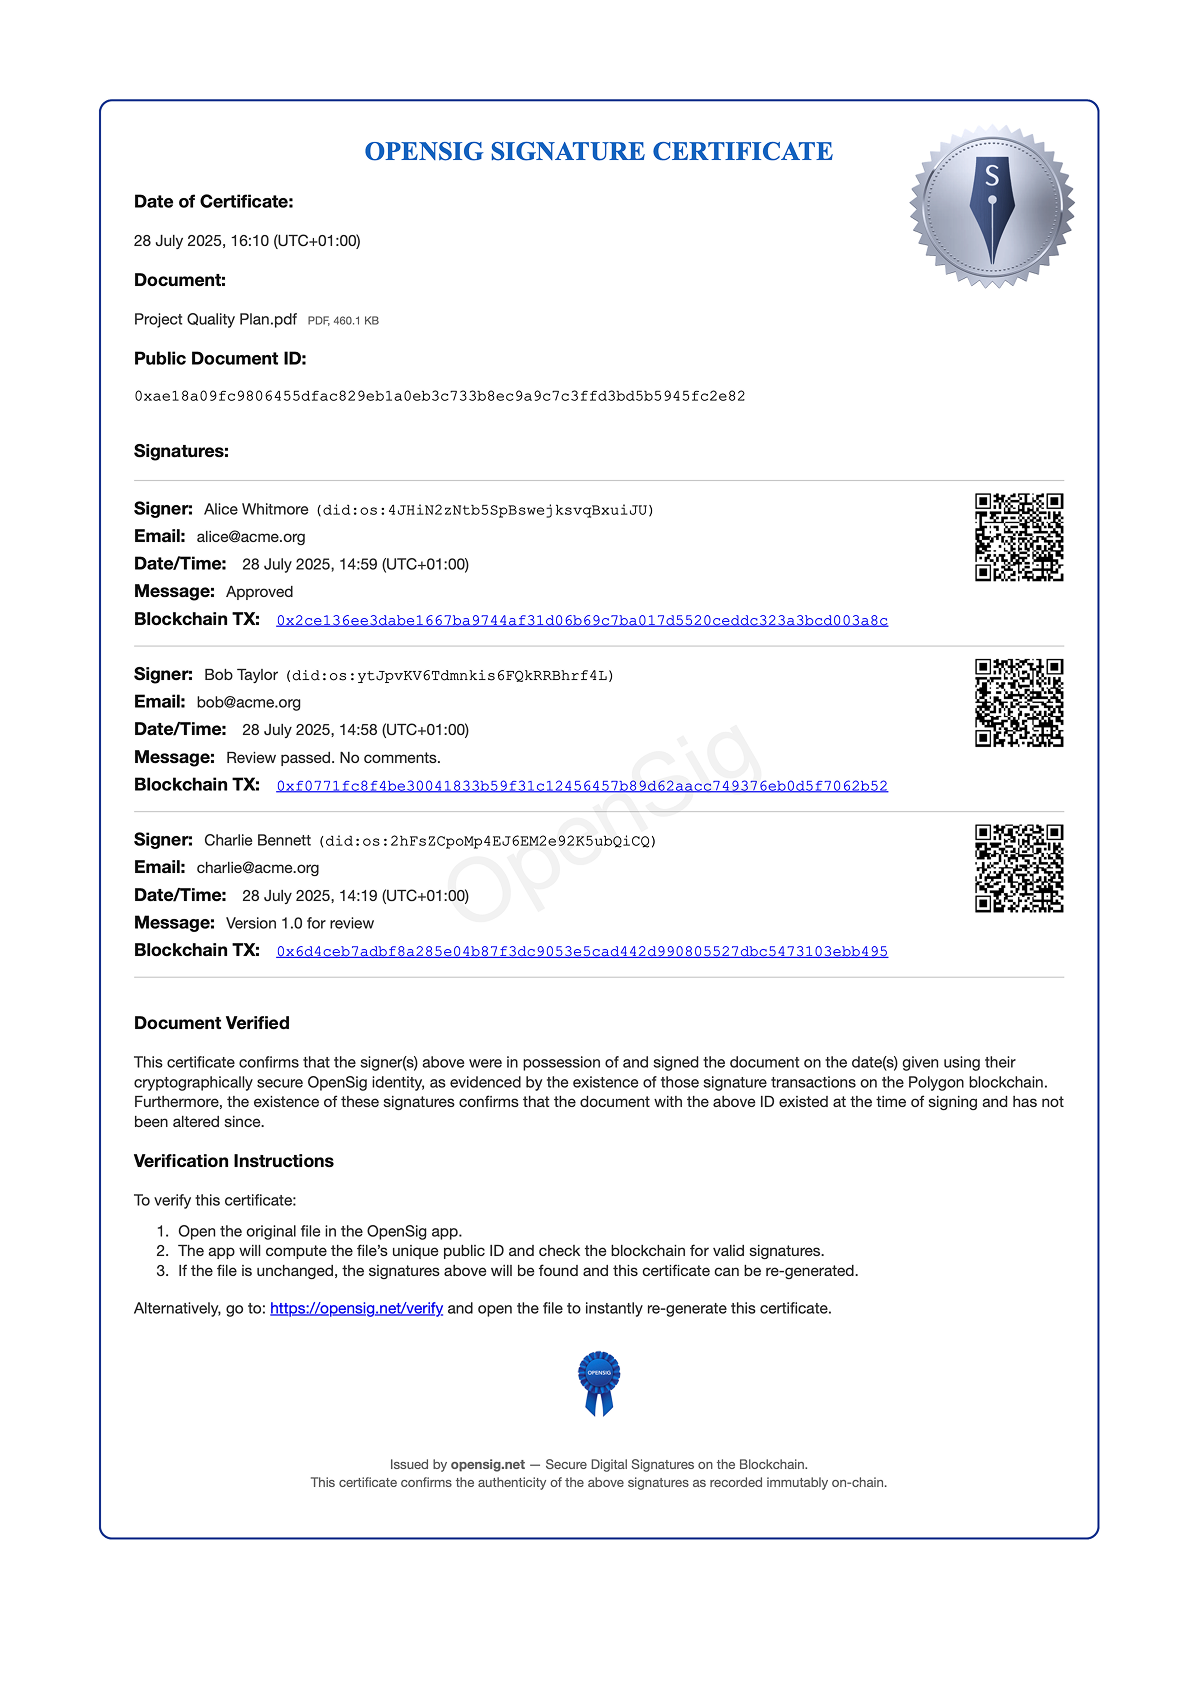 OPENSIG SIGNATURE CERTIFICATE
S
Date of Certificate:
28 July 2025, 16:10 (UTC+01:00)
Document:
Project Quality Plan.pdf PDF, 460.1 KB
Public Document ID:
0xae18a09fc9806455dfac829eb1a0eb3c733b8ec9a9c7c3ffd3bd5b5945fc2e82
Signatures:
Signer: Alice Whitmore (did:os:4JHiN2zNtb5SpBswejksvqBxuiJU)
Email: alice@acme.org
Date/Time: 28 July 2025, 14:59 (UTC+01:00)
Message: Approved
Blockchain TX: 0x2ce136ee3dabe1667ba9744af31d06b69c7ba017d5520ceddc323a3bcd003a8c
Signer: Bob Taylor (did:os:ytJpvKV6Tdmnkis6FQkRRBhrf4L)
Email: bob@acme.org
Date/Time: 28 July 2025, 14:58 (UTC+01:00)
Message: Review passed. No comments.
Blockchain TX: 0xf0771fc8f4be30041833b59f31c12456457b89d62aacc749376eb0d5f7062b52
OpenSig
Signer: Charlie Bennett (did:os:2hFsZCpoMp4EJ6EM2e92K5ubQiCQ)
Email: charlie@acme.org
Date/Time: 28 July 2025, 14:19 (UTC+01:00)
Message: Version 1.0 for review
Blockchain TX: 0x6d4ceb7adbf8a285e04b87f3dc9053e5cad442d990805527dbc5473103ebb495
Document Verified
This certificate confirms that the signer(s) above were in possession of and signed the document on the date(s) given using their
cryptographically secure OpenSig identity, as evidenced by the existence of those signature transactions on the Polygon blockchain.
Furthermore, the existence of these signatures confirms that the document with the above ID existed at the time of signing and has not
been altered since.
Verification Instructions
To verify this certificate:
1. Open the original file in the OpenSig app.
2. The app will compute the file’s unique public ID and check the blockchain for valid signatures.
3. If the file is unchanged, the signatures above will be found and this certificate can be re-generated.
Alternatively, go to: https://opensig.net/verify and open the file to instantly re-generate this certificate.
OPENSIG
Issued by opensig.net — Secure Digital Signatures on the Blockchain.
This certificate confirms the authenticity of the above signatures as recorded immutably on-chain.